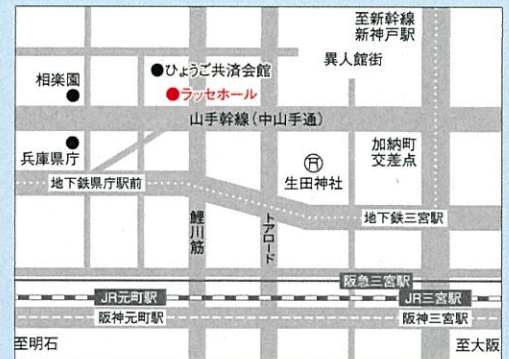 至新幹線
新神戸駅
異人館街
ひょうご共済会館
相楽園
ラッセホール
山手幹線(中山手通)
兵庫県庁
加納町
交差点
生田神社
地下鉄県庁駅前
地下鉄三宮駅
鯉川筋
トアロード
阪急三宮駅
JR元町駅
JR三宮駅
阪神元町駅
阪神三宮駅
至明石
至大阪